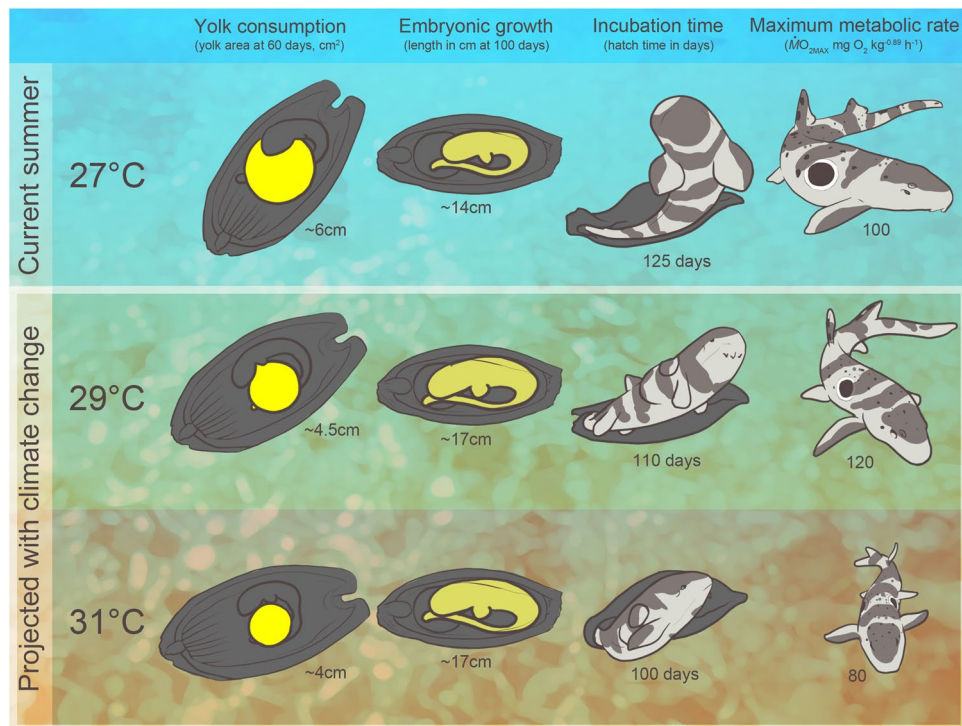 Yolk consumption
(yolk area at 60 days, cm²)
Embryonic growth
(length in cm at 100 days)
Incubation time
(hatch time in days)
Maximum metabolic rate
(ṀO₂MAX mg O₂ kg⁻⁰·⁸⁹ h⁻¹)
Current summer
27°C
~6cm
~14cm
125 days
100
Projected with climate change
29°C
~4.5cm
~17cm
110 days
120
31°C
~4cm
~17cm
100 days
80